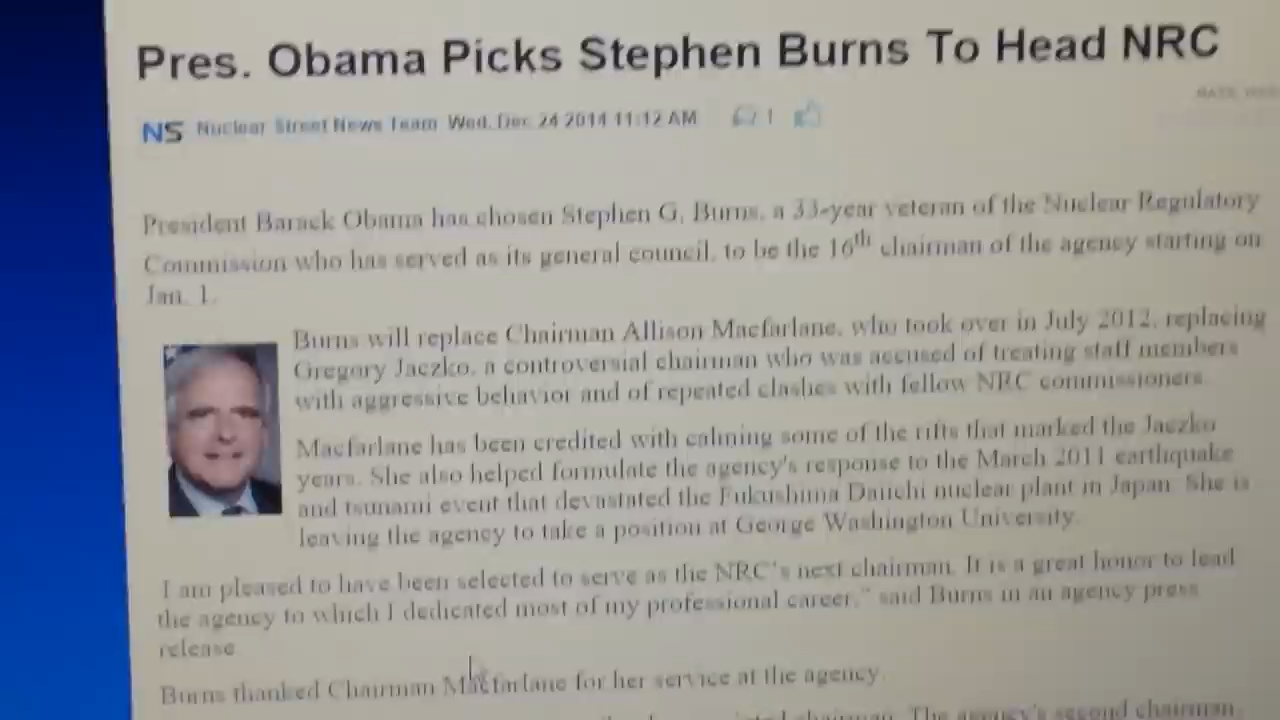 Pres. Obama Picks Stephen Burns To Head NRC
NS Nuclear Street News Team Wed, Dec 24 2014 11:12 AM 1
President Barack Obama has chosen Stephen G. Burns, a 33-year veteran of the Nuclear Regulatory
Commission who has served as its general council, to be the 16th chairman of the agency starting on
Jan. 1.
Burns will replace Chairman Allison Macfarlane, who took over in July 2012, replacing
Gregory Jaczko, a controversial chairman who was accused of treating staff members
with aggressive behavior and of repeated clashes with fellow NRC commissioners.
Macfarlane has been credited with calming some of the rifts that marked the Jaczko
years. She also helped formulate the agency's response to the March 2011 earthquake
and tsunami event that devastated the Fukushima Daiichi nuclear plant in Japan. She is
leaving the agency to take a position at George Washington University.
I am pleased to have been selected to serve as the NRC's next chairman. It is a great honor to lead
the agency to which I dedicated most of my professional career," said Burns in an agency press
release.
Burns thanked Chairman Macfarlane for her service at the agency.
chairman. The agency's second chairman,